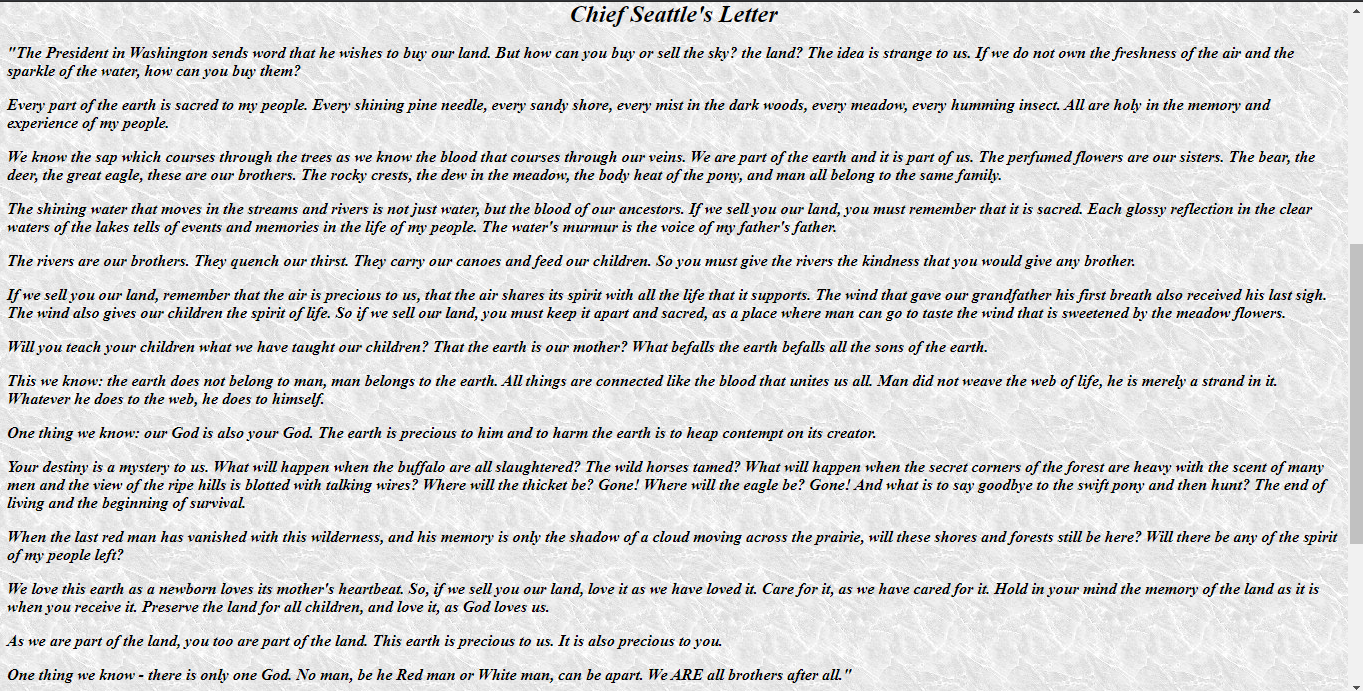 Chief Seattle's Letter
"The President in Washington sends word that he wishes to buy our land. But how can you buy or sell the sky? the land? The idea is strange to us. If we do not own the freshness of the air and the
sparkle of the water, how can you buy them?
Every part of the earth is sacred to my people. Every shining pine needle, every sandy shore, every mist in the dark woods, every meadow, every humming insect. All are holy in the memory and
experience of my people.
We know the sap which courses through the trees as we know the blood that courses through our veins. We are part of the earth and it is part of us. The perfumed flowers are our sisters. The bear, the
deer, the great eagle, these are our brothers. The rocky crests, the dew in the meadow, the body heat of the pony, and man all belong to the same family.
The shining water that moves in the streams and rivers is not just water, but the blood of our ancestors. If we sell you our land, you must remember that it is sacred. Each glossy reflection in the clear
waters of the lakes tells of events and memories in the life of my people. The water's murmur is the voice of my father's father.
The rivers are our brothers. They quench our thirst. They carry our canoes and feed our children. So you must give the rivers the kindness that you would give any brother.
If we sell you our land, remember that the air is precious to us, that the air shares its spirit with all the life that it supports. The wind that gave our grandfather his first breath also received his last sigh.
The wind also gives our children the spirit of life. So if we sell our land, you must keep it apart and sacred, as a place where man can go to taste the wind that is sweetened by the meadow flowers.
Will you teach your children what we have taught our children? That the earth is our mother? What befalls the earth befalls all the sons of the earth.
This we know: the earth does not belong to man, man belongs to the earth. All things are connected like the blood that unites us all. Man did not weave the web of life, he is merely a strand in it.
Whatever he does to the web, he does to himself.
One thing we know: our God is also your God. The earth is precious to him and to harm the earth is to heap contempt on its creator.
Your destiny is a mystery to us. What will happen when the buffalo are all slaughtered? The wild horses tamed? What will happen when the secret corners of the forest are heavy with the scent of many
men and the view of the ripe hills is blotted with talking wires? Where will the thicket be? Gone! Where will the eagle be? Gone! And what is to say goodbye to the swift pony and then hunt? The end of
living and the beginning of survival.
When the last red man has vanished with this wilderness, and his memory is only the shadow of a cloud moving across the prairie, will these shores and forests still be here? Will there be any of the spirit
of my people left?
We love this earth as a newborn loves its mother's heartbeat. So, if we sell you our land, love it as we have loved it. Care for it, as we have cared for it. Hold in your mind the memory of the land as it is
when you receive it. Preserve the land for all children, and love it, as God loves us.
As we are part of the land, you too are part of the land. This earth is precious to us. It is also precious to you.
One thing we know - there is only one God. No man, be he Red man or White man, can be apart. We ARE all brothers after all."